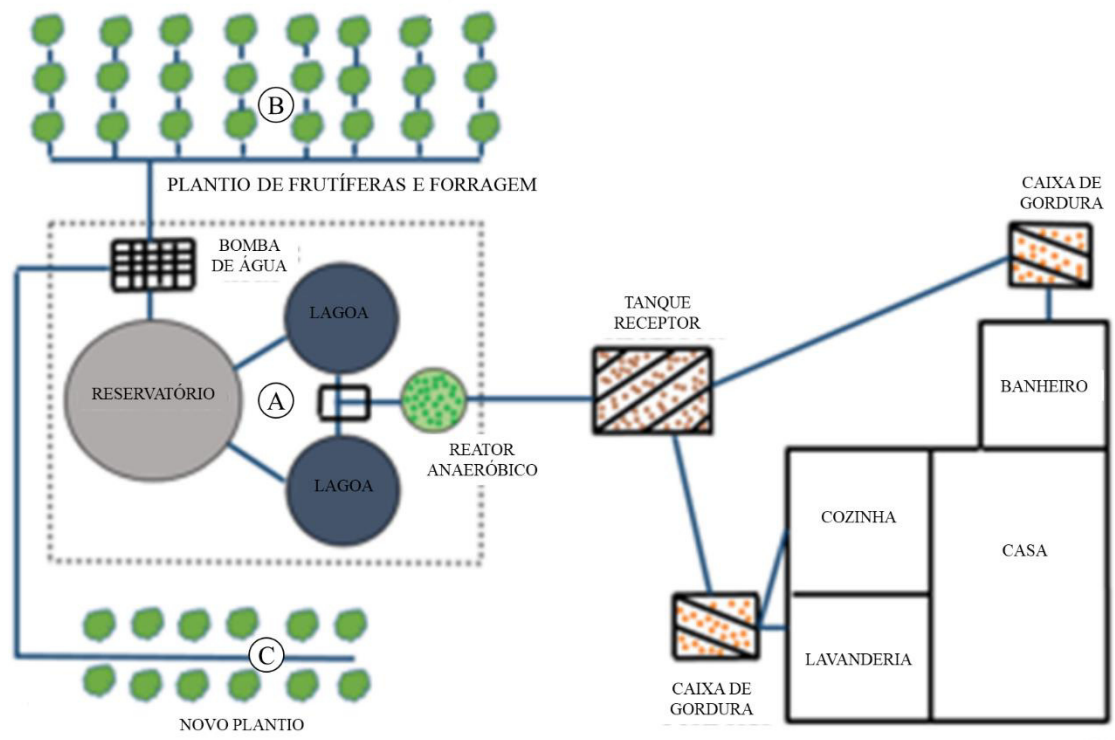 B
PLANTIO DE FRUTÍFERAS E FORRAGEM
CAIXA DE
GORDURA
BOMBA
DE ÁGUA
LAGOA
TANQUE
RECEPTOR
RESERVATÓRIO
A
BANHEIRO
REATOR
ANAERÓBICO
LAGOA
COZINHA
CASA
C
LAVANDERIA
CAIXA DE
GORDURA
NOVO PLANTIO